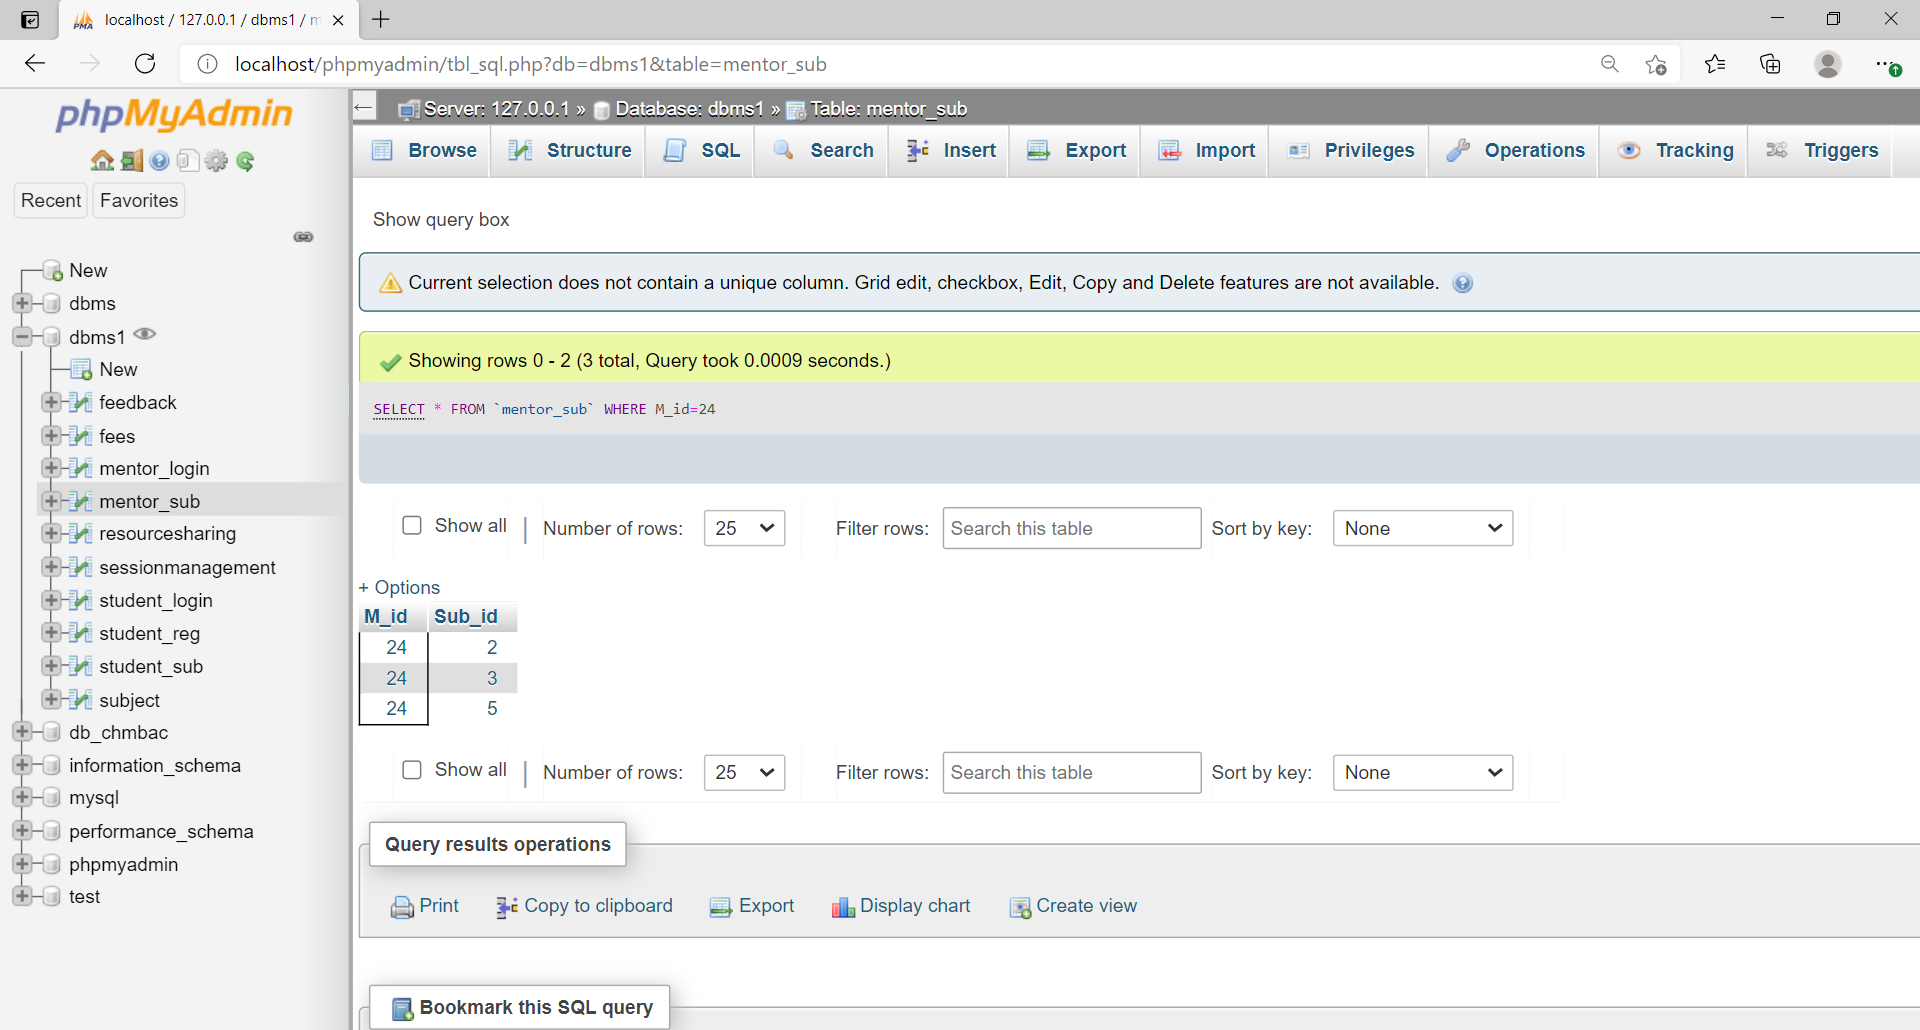 localhost / 127.0.0.1 / dbms1 / m
localhost/phpmyadmin/tbl_sql.php?db=dbms1&table=mentor_sub
phpMyAdmin
Recent Favorites
New
dbms
dbms1
New
feedback
fees
mentor_login
mentor_sub
resourcesharing
sessionmanagement
student_login
student_reg
student_sub
subject
db_chmbac
information_schema
mysql
performance_schema
phpmyadmin
test
Server: 127.0.0.1 » Database: dbms1 » Table: mentor_sub
Browse Structure SQL Search Insert Export Import Privileges Operations Tracking Triggers
Show query box
Current selection does not contain a unique column. Grid edit, checkbox, Edit, Copy and Delete features are not available.
Showing rows 0 - 2 (3 total, Query took 0.0009 seconds.)
SELECT * FROM `mentor_sub` WHERE M_id=24
Show all | Number of rows: 25 Filter rows: Search this table Sort by key: None
+ Options
M_id Sub_id
24 2
24 3
24 5
Show all | Number of rows: 25 Filter rows: Search this table Sort by key: None
Query results operations
Print Copy to clipboard Export Display chart Create view
Bookmark this SQL query